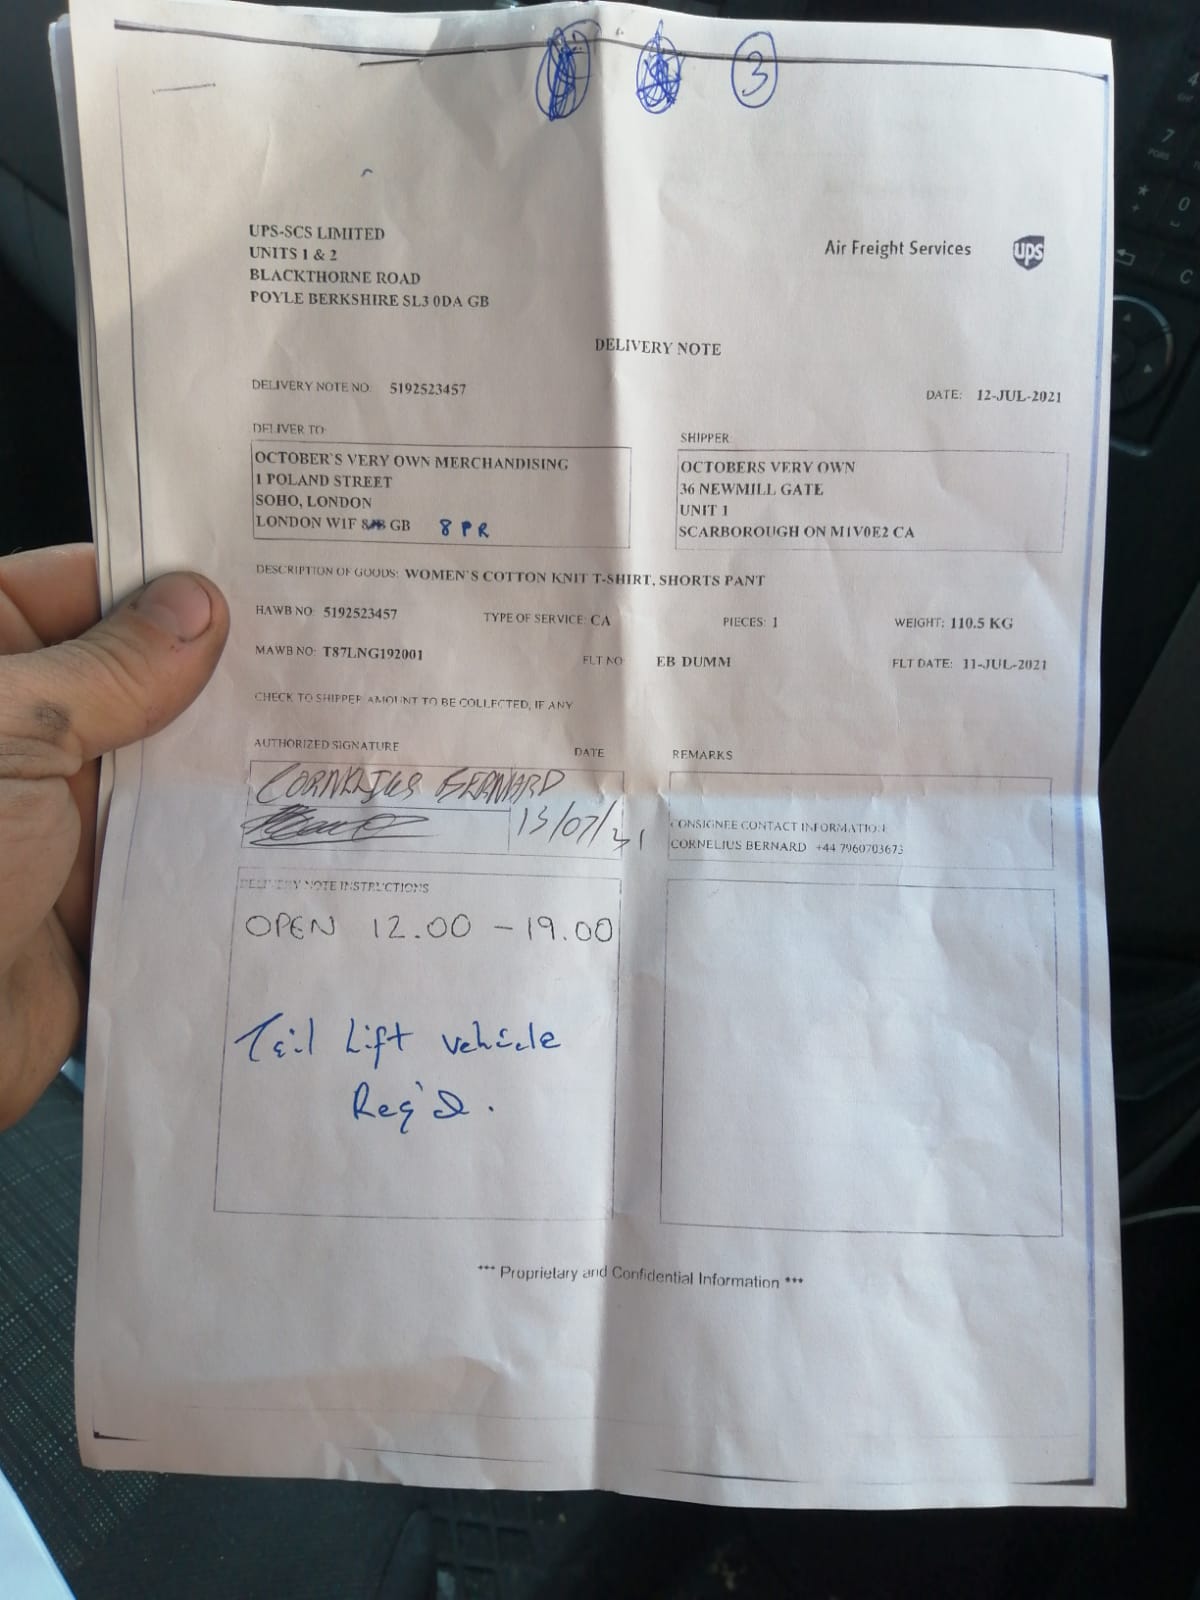 3
UPS-SCS LIMITED
UNITS 1 & 2
BLACKTHORNE ROAD
POYLE BERKSHIRE SL3 0DA GB
Air Freight Services ups
DELIVERY NOTE
DELIVERY NOTE NO: 5192523457
DATE: 12-JUL-2021
DELIVER TO
OCTOBER'S VERY OWN MERCHANDISING
1 POLAND STREET
SOHO, LONDON
LONDON W1F GB 8PR
SHIPPER
OCTOBERS VERY OWN
36 NEWMILL GATE
UNIT 1
SCARBOROUGH ON M1V0E2 CA
DESCRIPTION OF GOODS: WOMEN'S COTTON KNIT T-SHIRT, SHORTS PANT
HAWB NO: 5192523457 TYPE OF SERVICE: CA PIECES: 1 WEIGHT: 110.5 KG
MAWB NO: T87LNG192001 FLT NO: EB DUMM FLT DATE: 11-JUL-2021
CHECK TO SHIPPER AMOUNT TO BE COLLECTED, IF ANY
AUTHORIZED SIGNATURE DATE
CORNELIUS BERNARD
13/07/21
REMARKS
CONSIGNEE CONTACT INFORMATION:
CORNELIUS BERNARD +44 7960703673
DELIVERY NOTE INSTRUCTIONS
OPEN 12.00 - 19.00
Tail Lift vehicle
Req'd.
*** Proprietary and Confidential Information ***
4
7
PQRS
*
0
C